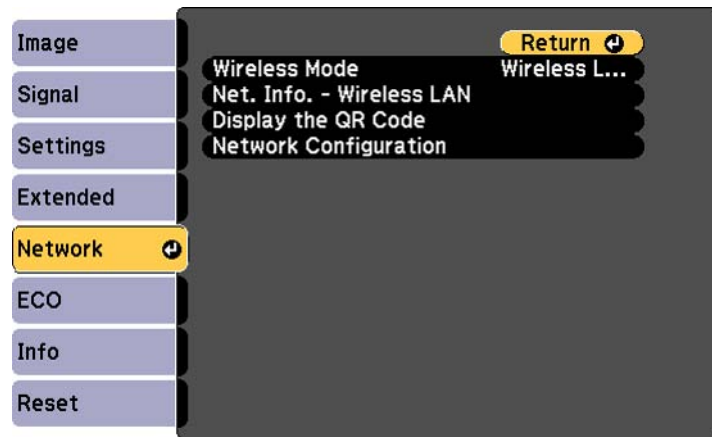 Image
Signal
Settings
Extended
Network
ECO
Info
Reset
Return
Wireless Mode Wireless L...
Net. Info. - Wireless LAN
Display the QR Code
Network Configuration